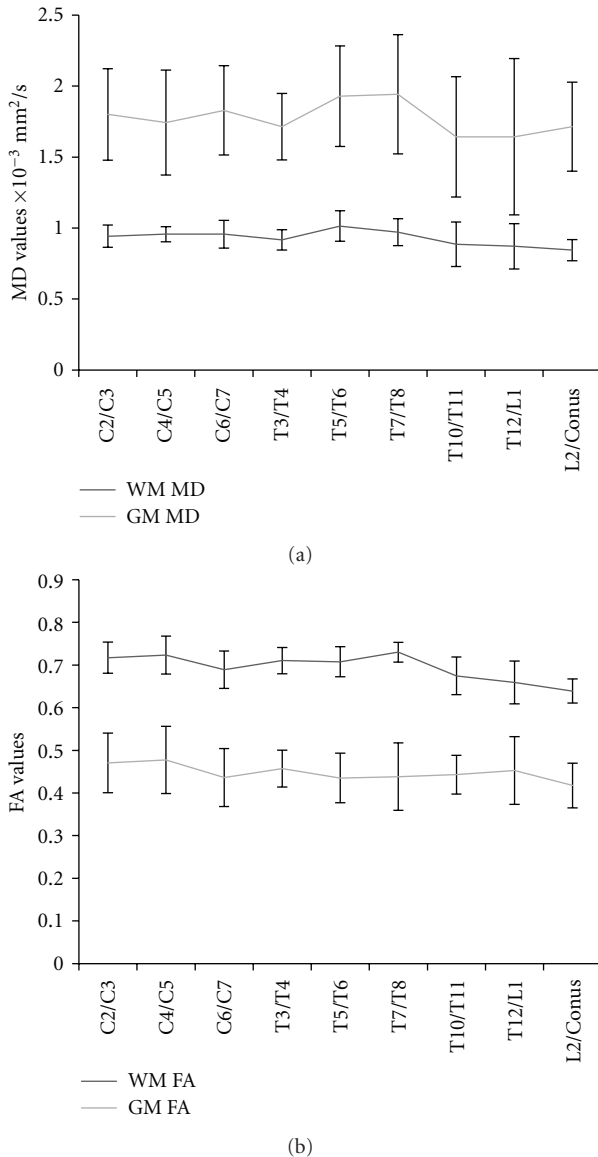 2.5
2
1.5
1
0.5
0
MD values ×10−3 mm2/s
C2/C3
C4/C5
C6/C7
T3/T4
T5/T6
T7/T8
T10/T11
T12/L1
L2/Conus
WM MD
GM MD
(a)
0.9
0.8
0.7
0.6
0.5
0.4
0.3
0.2
0.1
0
FA values
C2/C3
C4/C5
C6/C7
T3/T4
T5/T6
T7/T8
T10/T11
T12/L1
L2/Conus
WM FA
GM FA
(b)